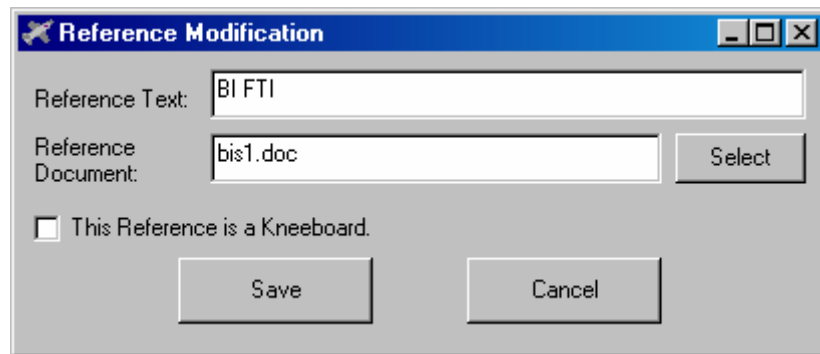 Reference Modification
Reference Text:
BI FTI
Reference
Document:
bis1.doc
Select
This Reference is a Kneeboard.
Save
Cancel